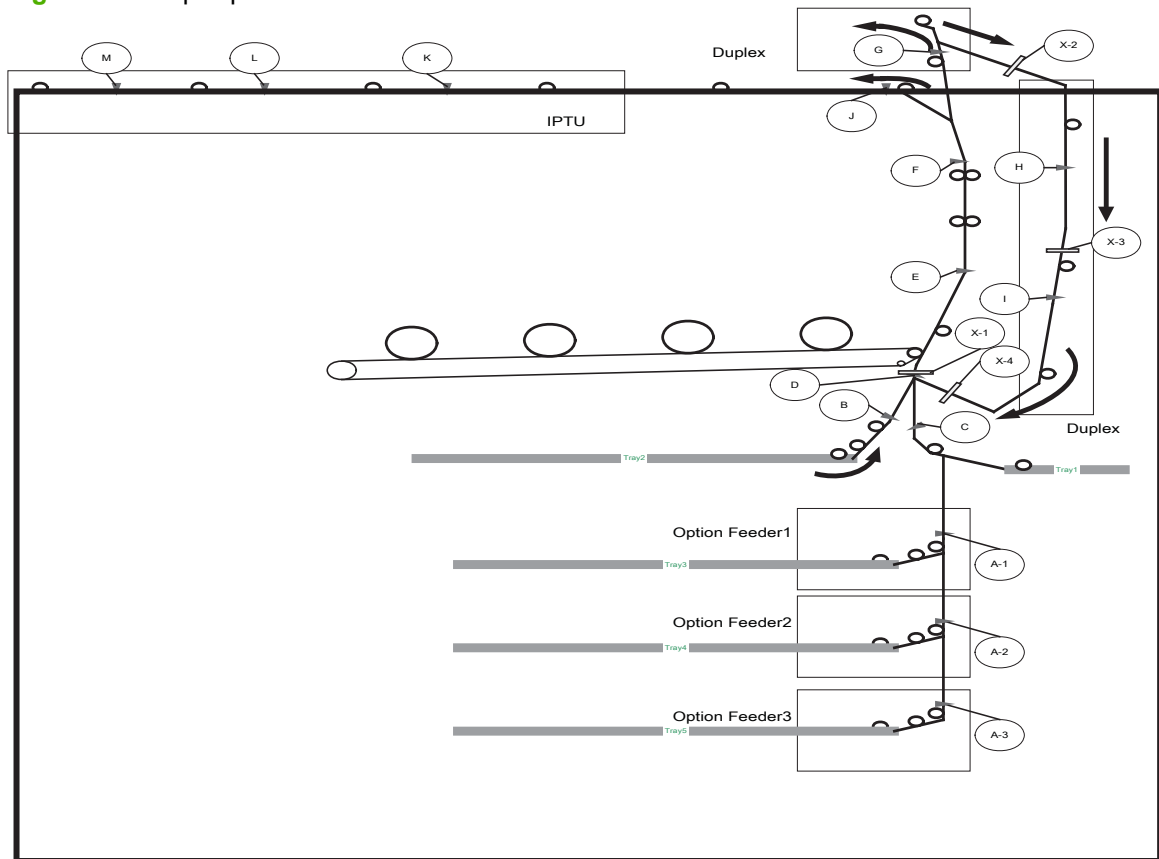 Duplex
G
X-2
M
L
K
IPTU
J
F
H
X-3
E
I
X-1
X-4
D
B
C
Duplex
Tray2
Tray1
Option Feeder1
Tray3
A-1
Option Feeder2
Tray4
A-2
Option Feeder3
Tray5
A-3